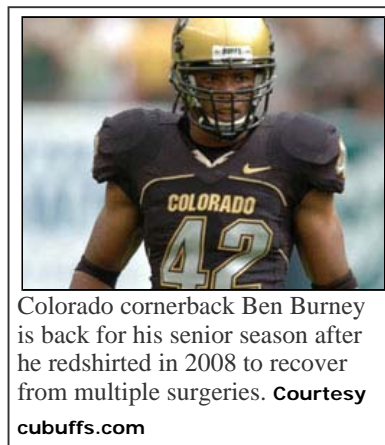 BUFFS
COLORADO
42
Colorado cornerback Ben Burney
is back for his senior season after
he redshirted in 2008 to recover
from multiple surgeries. Courtesy
cubuffs.com